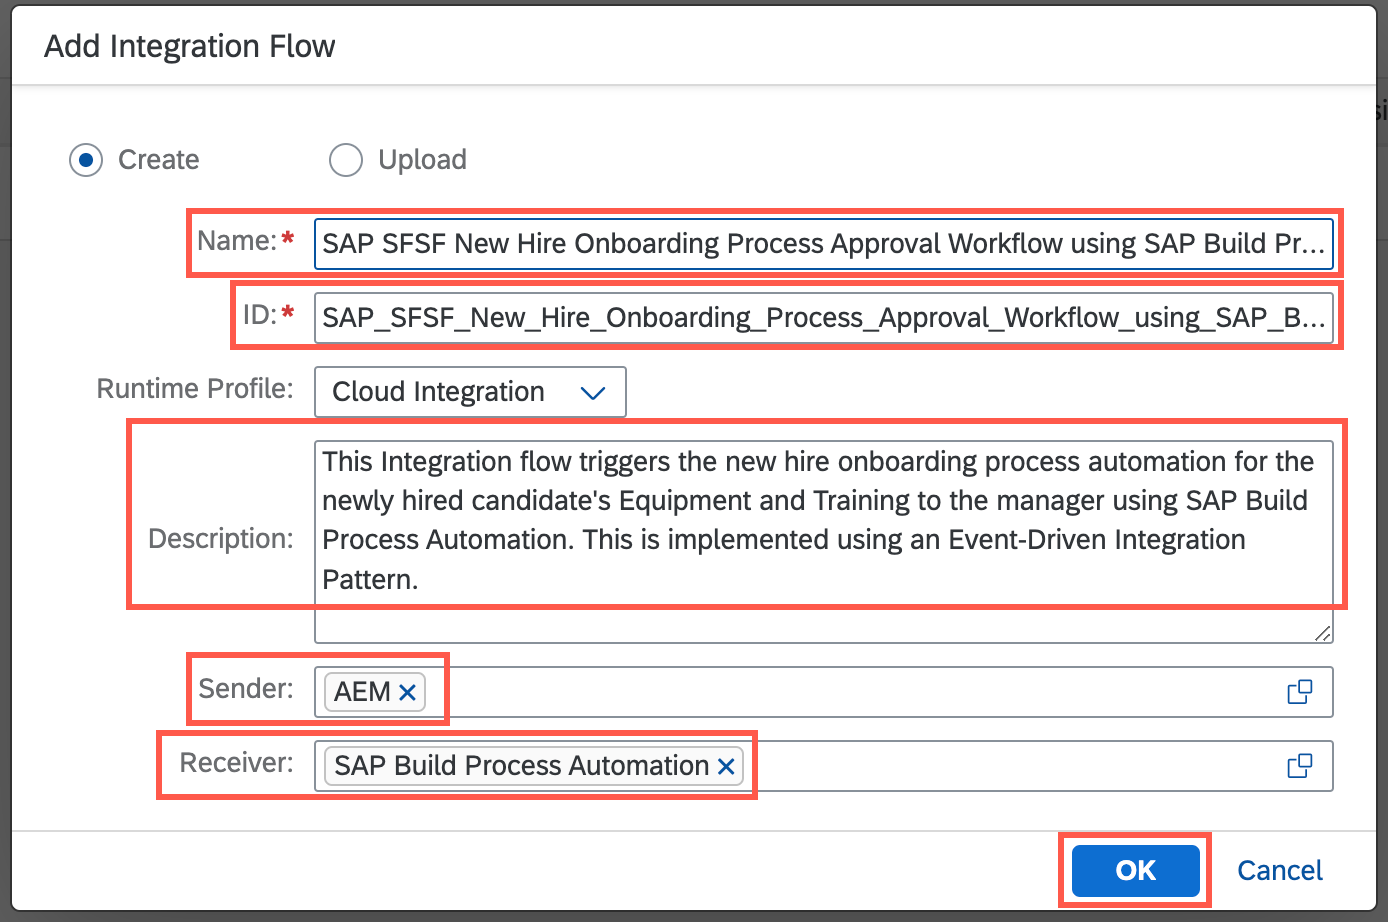 Add Integration Flow
Create
Upload
Name:*
SAP SFSF New Hire Onboarding Process Approval Workflow using SAP Build Pr...
ID:*
SAP_SFSF_New_Hire_Onboarding_Process_Approval_Workflow_using_SAP_B...
Runtime Profile:
Cloud Integration
Description:
This Integration flow triggers the new hire onboarding process automation for the
newly hired candidate's Equipment and Training to the manager using SAP Build
Process Automation. This is implemented using an Event-Driven Integration
Pattern.
Sender:
AEM
Receiver:
SAP Build Process Automation
OK
Cancel